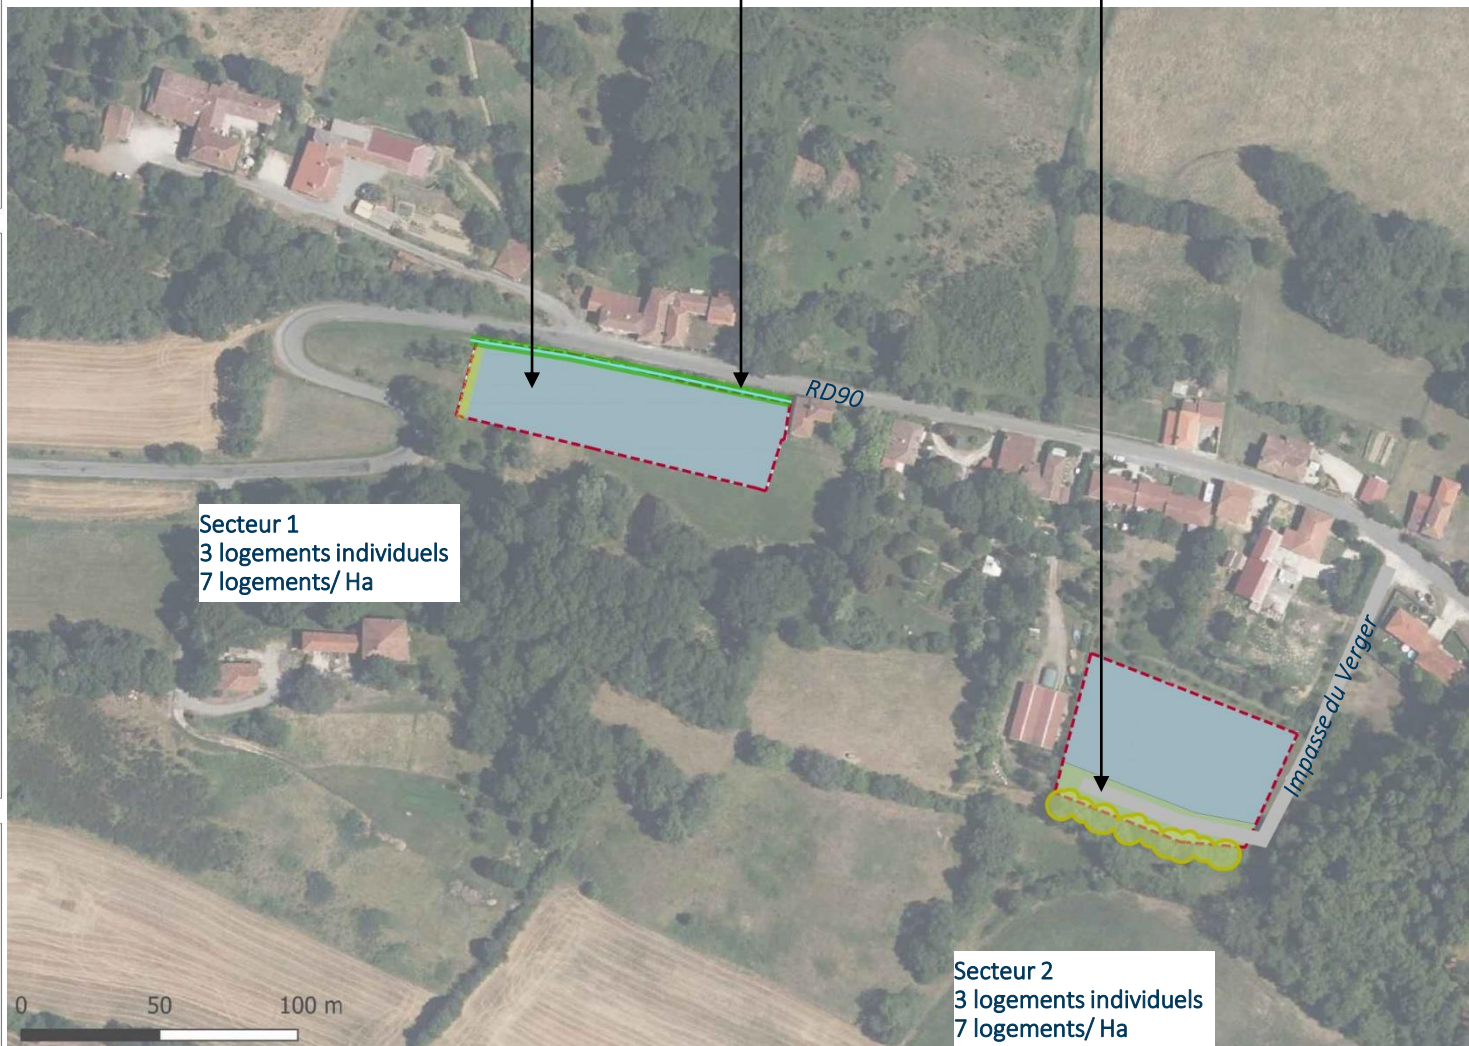 RD90
Secteur 1
3 logements individuels
7 logements/ Ha
Impasse du Verger
Secteur 2
3 logements individuels
7 logements/ Ha
0 50 100 m